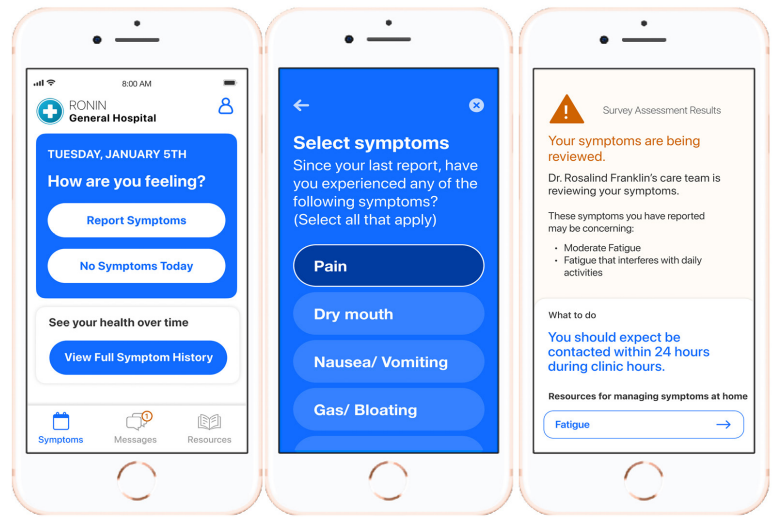 8:00 AM
RONIN
General Hospital
TUESDAY, JANUARY 5TH
How are you feeling?
Report Symptoms
No Symptoms Today
See your health over time
View Full Symptom History
1
Symptoms
Messages
Resources
Select symptoms
Since your last report, have
you experienced any of the
following symptoms?
(Select all that apply)
Pain
Dry mouth
Nausea/ Vomiting
Gas/ Bloating
Survey Assessment Results
Your symptoms are being
reviewed.
Dr. Rosalind Franklin's care team is
reviewing your symptoms.
These symptoms you have reported
may be concerning:
• Moderate Fatigue
• Fatigue that interferes with daily
activities
What to do
You should expect be
contacted within 24 hours
during clinic hours.
Resources for managing symptoms at home
Fatigue